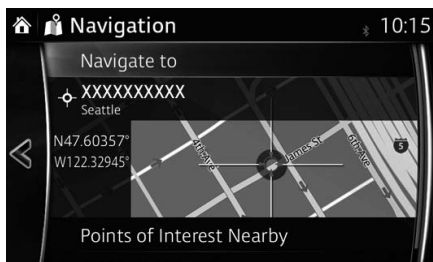 Navigation 10:15
Navigate to
XXXXXXXXXX
Seattle
N47.60357°
W122.32945°
4th Ave
James St
6th Ave
5
Points of Interest Nearby